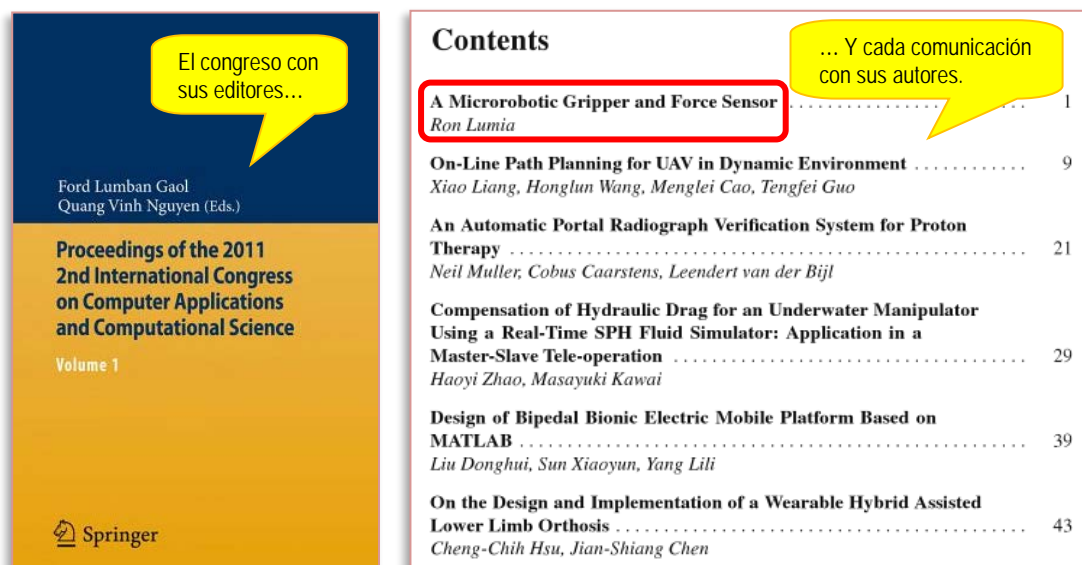 El congreso con
sus editores...
Ford Lumban Gaol
Quang Vinh Nguyen (Eds.)
Proceedings of the 2011
2nd International Congress
on Computer Applications
and Computational Science
Volume 1
Springer
Contents
... Y cada comunicación
con sus autores.
A Microrobotic Gripper and Force Sensor . . . . . . . . . . . . . . . . . . . . 1
Ron Lumia
On-Line Path Planning for UAV in Dynamic Environment . . . . . . . . . . 9
Xiao Liang, Honglun Wang, Menglei Cao, Tengfei Guo
An Automatic Portal Radiograph Verification System for Proton
Therapy . . . . . . . . . . . . . . . . . . . . . . . . . . . . . . . . . . . . . . . . . . 21
Neil Muller, Cobus Caarstens, Leendert van der Bijl
Compensation of Hydraulic Drag for an Underwater Manipulator
Using a Real-Time SPH Fluid Simulator: Application in a
Master-Slave Tele-operation . . . . . . . . . . . . . . . . . . . . . . . . . . . . 29
Haoyi Zhao, Masayuki Kawai
Design of Bipedal Bionic Electric Mobile Platform Based on
MATLAB . . . . . . . . . . . . . . . . . . . . . . . . . . . . . . . . . . . . . . . . . 39
Liu Donghui, Sun Xiaoyun, Yang Lili
On the Design and Implementation of a Wearable Hybrid Assisted
Lower Limb Orthosis . . . . . . . . . . . . . . . . . . . . . . . . . . . . . . . . . 43
Cheng-Chih Hsu, Jian-Shiang Chen